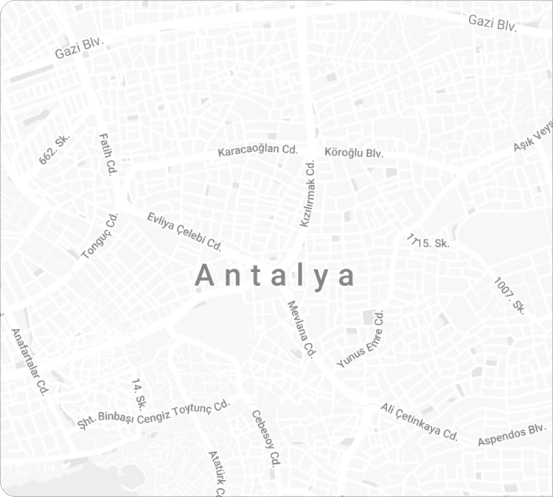 Gazi Blv.
Gazi Blv.
662. Sk.
Fatih Cd.
Karacaoğlan Cd.
Köroğlu Blv.
Aşık Veys
Kızılırmak Cd.
Tonguç Cd.
Evliya Çelebi Cd.
1715. Sk.
Antalya
1007. Sk.
Anafartalar Cd.
Mevlana Cd.
Yunus Emre Cd.
14. Sk.
Şht. Binbaşı Cengiz Toytunç Cd.
Cebesoy Cd.
Ali Çetinkaya Cd.
Aspendos Blv.
Atatürk C